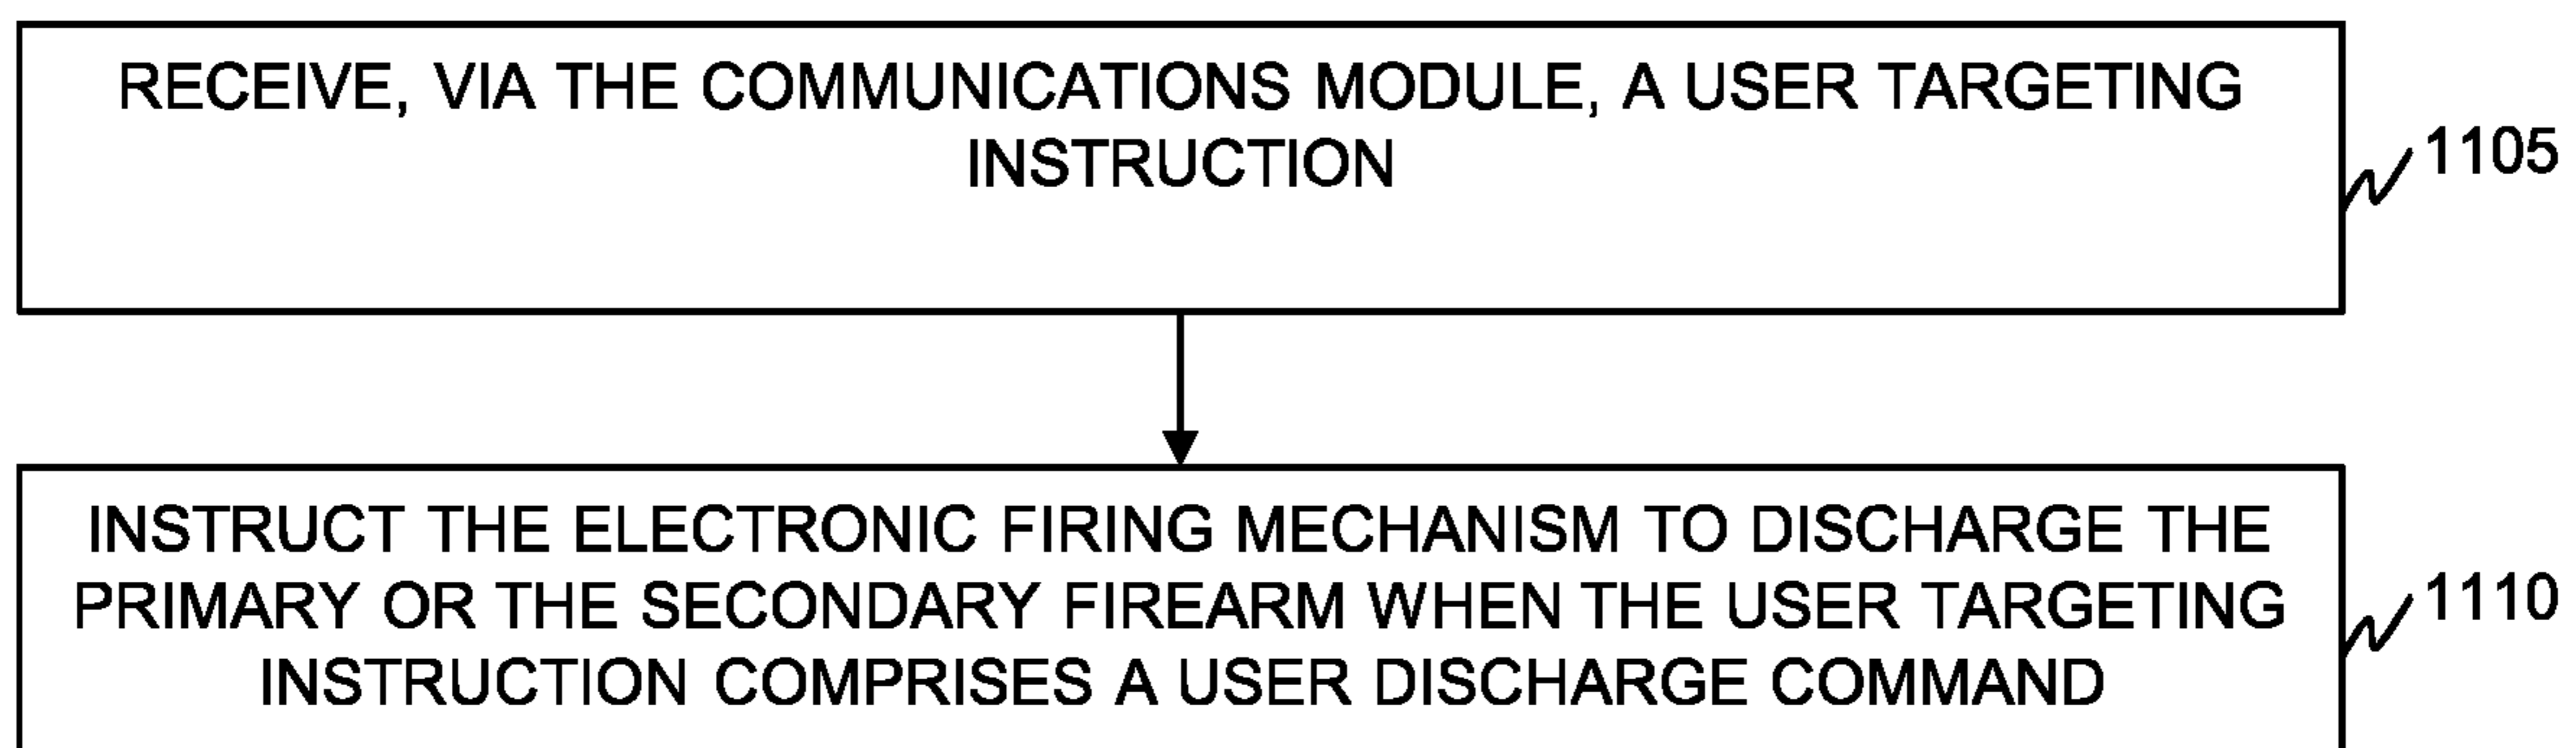 RECEIVE, VIA THE COMMUNICATIONS MODULE, A USER TARGETING
INSTRUCTION
1105
INSTRUCT THE ELECTRONIC FIRING MECHANISM TO DISCHARGE THE
PRIMARY OR THE SECONDARY FIREARM WHEN THE USER TARGETING
INSTRUCTION COMPRISES A USER DISCHARGE COMMAND
1110